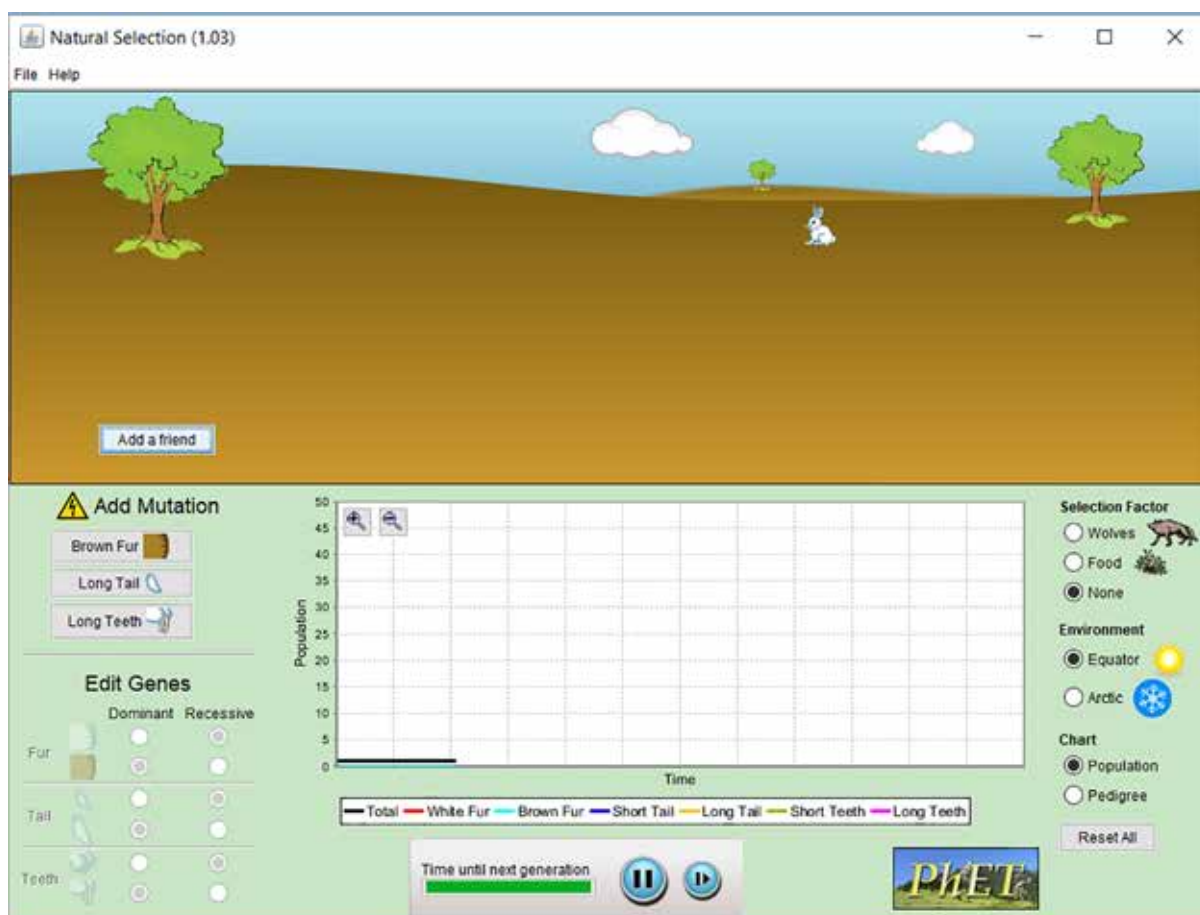 Natural Selection (1.03)
File Help
Add a friend
Add Mutation
Brown Fur
Long Tail
Long Teeth
Edit Genes
Dominant Recessive
Fur
Tail
Teeth
50
45
40
35
30
25
20
15
10
5
0
Population
Time
Total White Fur Brown Fur Short Tail Long Tail Short Teeth Long Teeth
Time until next generation
Selection Factor
Wolves
Food
None
Environment
Equator
Arctic
Chart
Population
Pedigree
Reset All
PhET